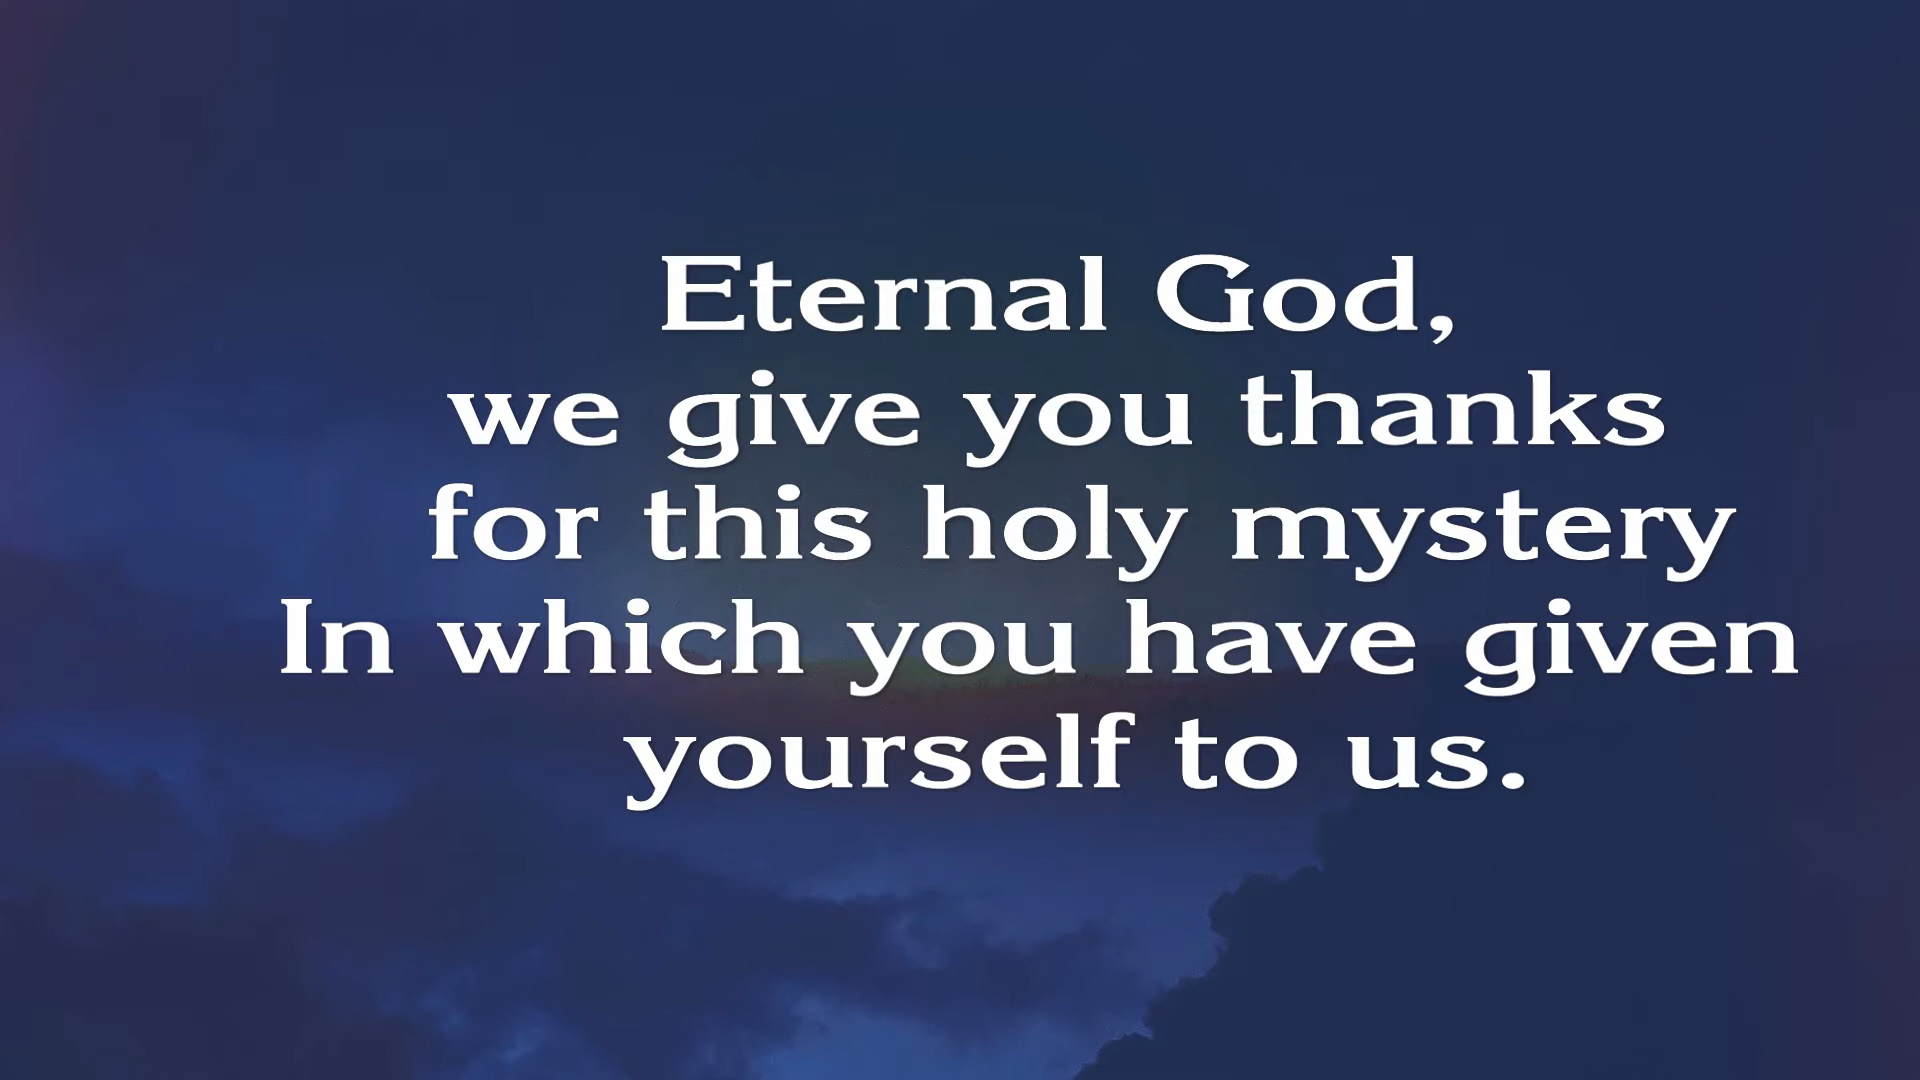 Eternal God,
we give you thanks
for this holy mystery
In which you have given
yourself to us.